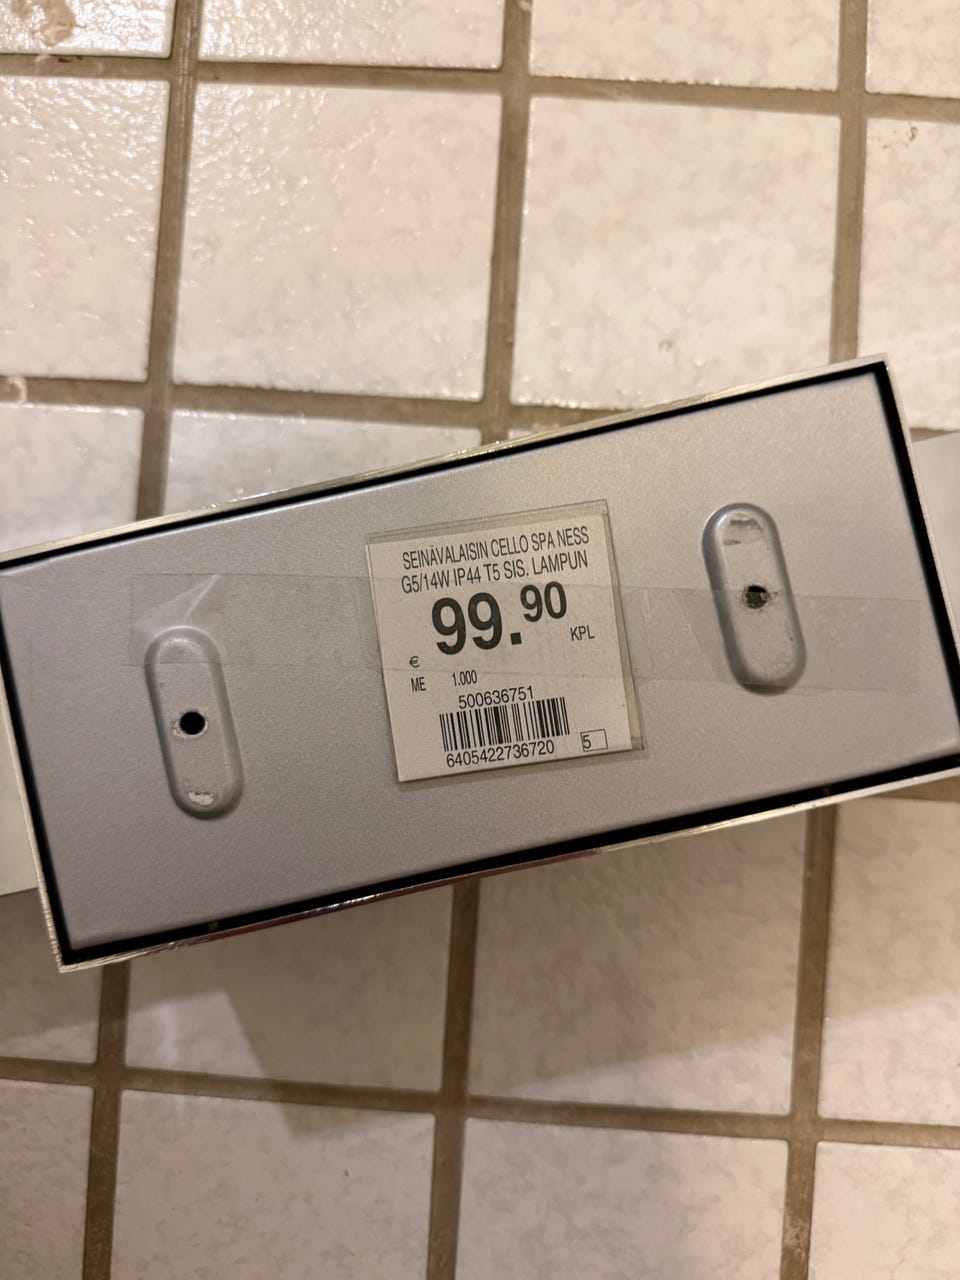 SEINÄVALAISIN CELLO SPA NESS
G5/14W IP44 T5 SIS. LAMPUN
€ 99.90 KPL
ME 1.000
500636751
6405422736720 5